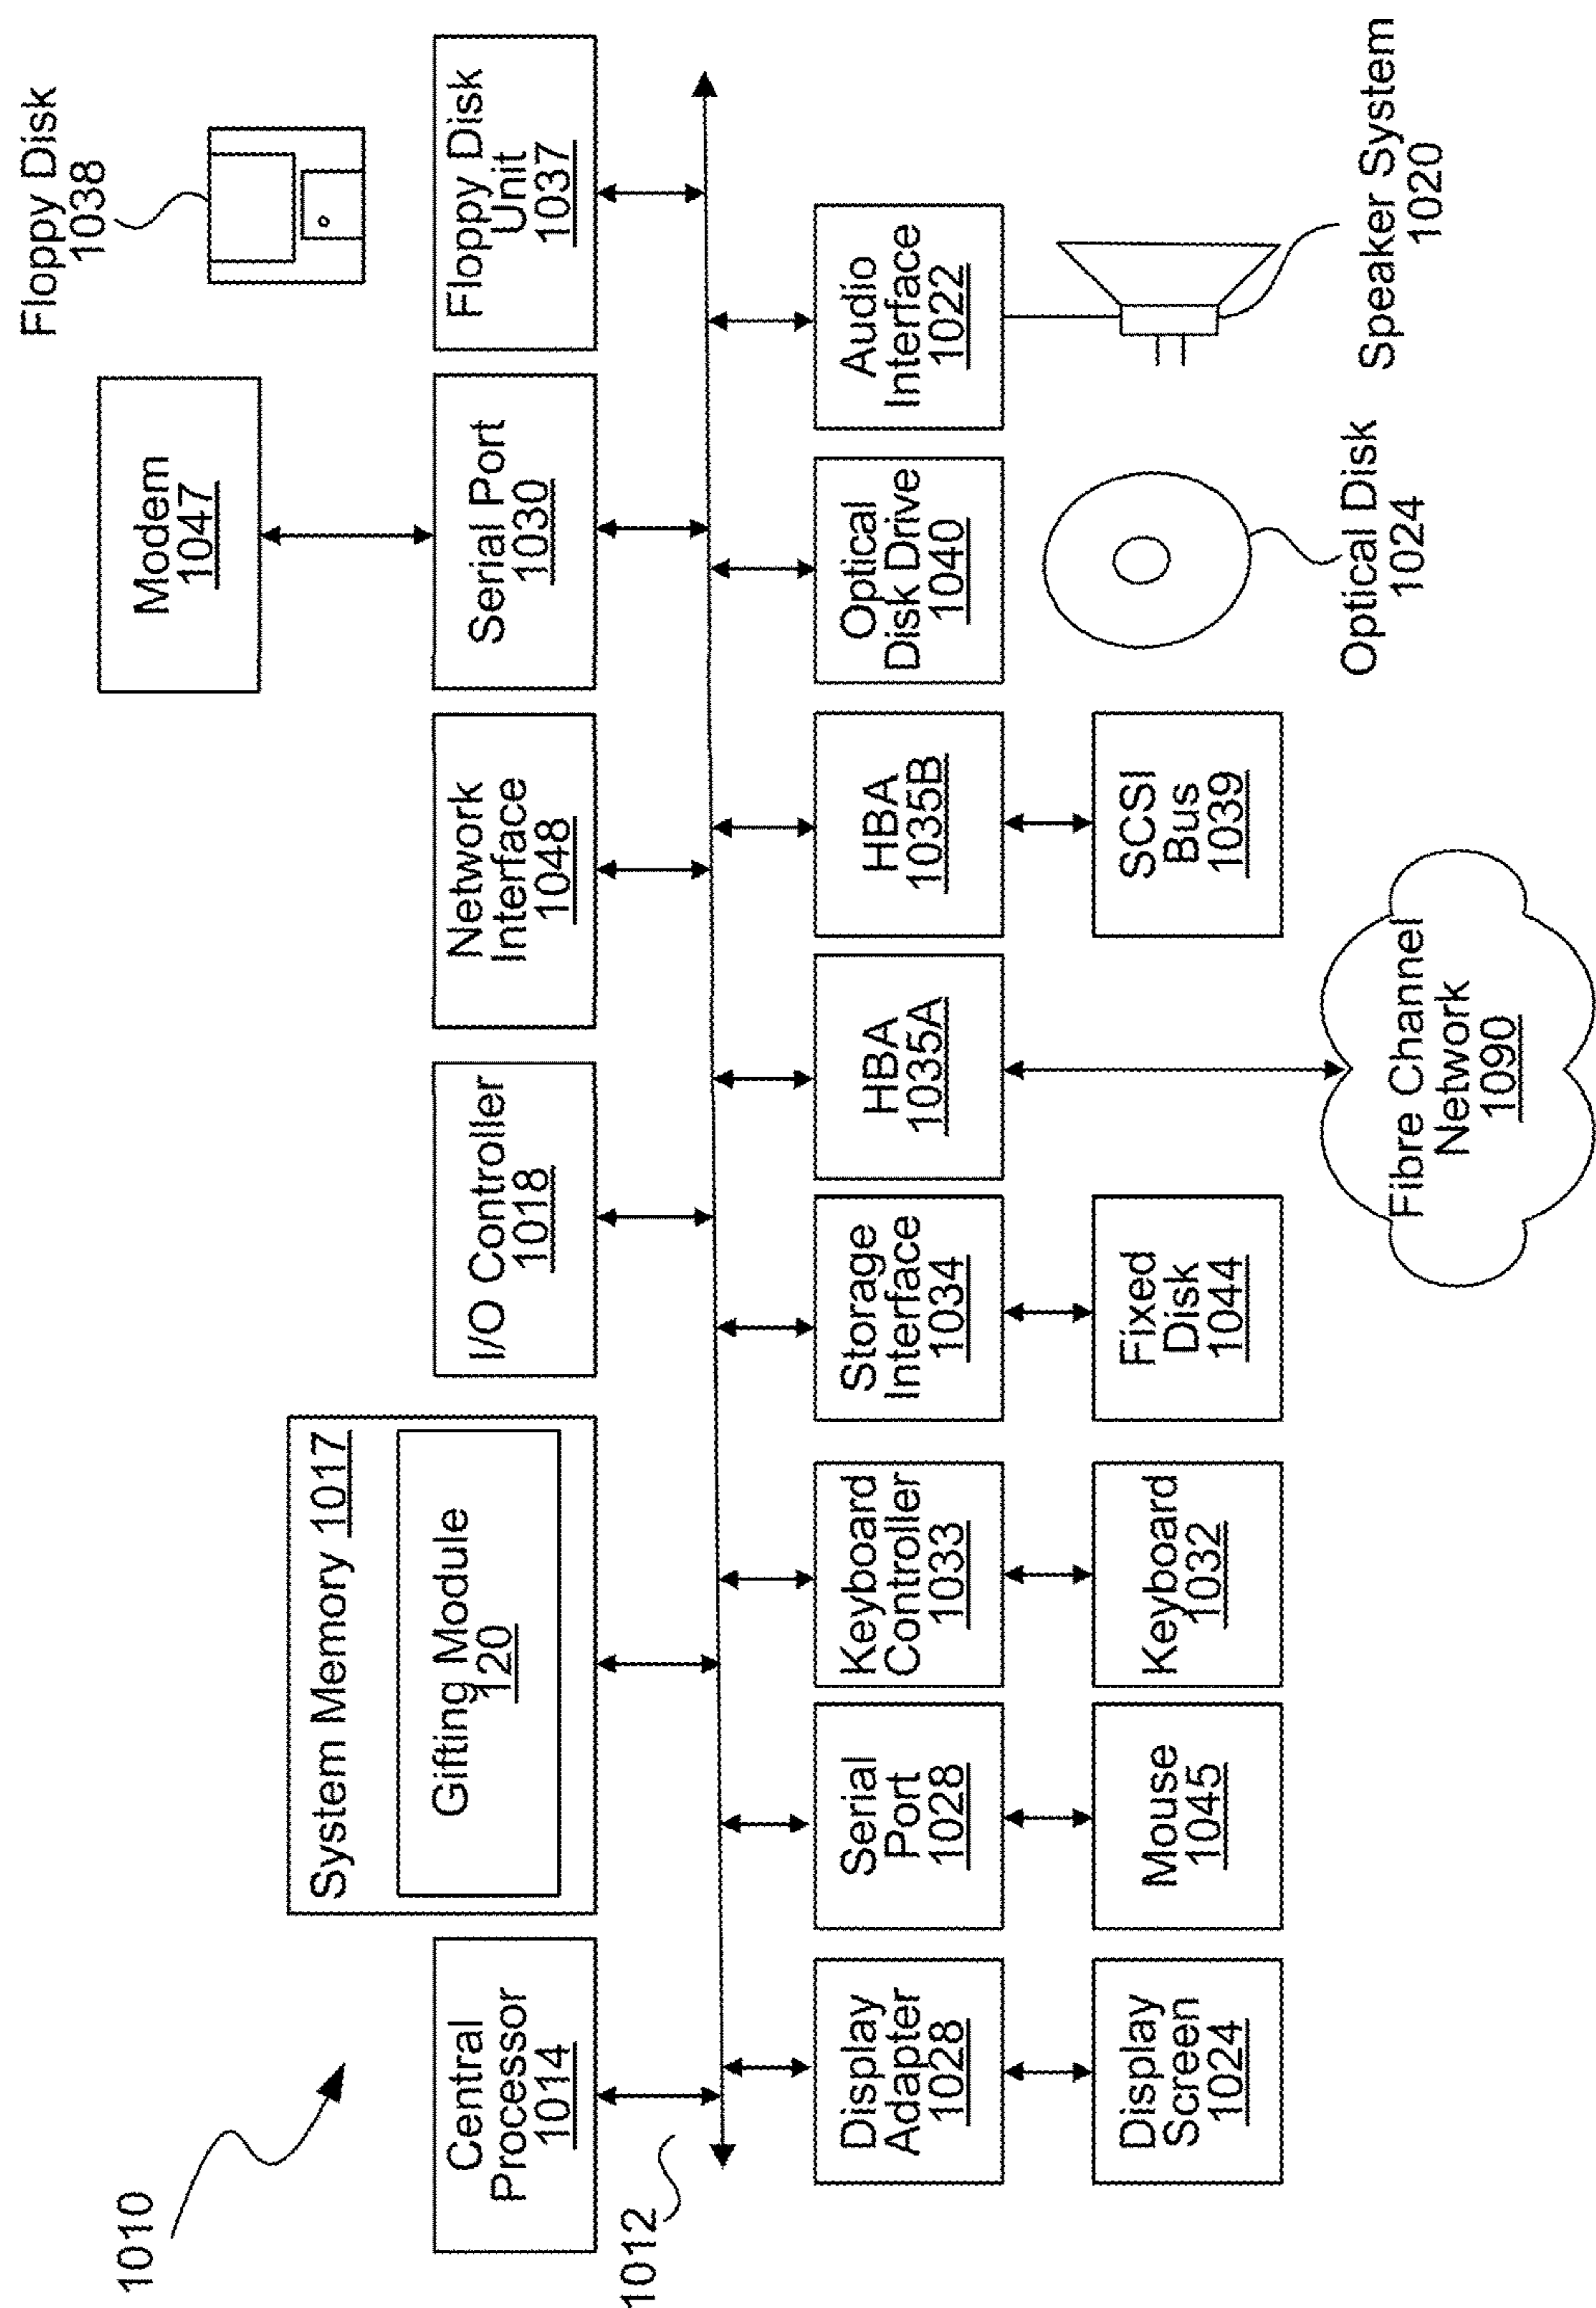 1010
Central
Processor
1014
System Memory 1017
Gifting Module
120
I/O Controller
1018
Network
Interface
1048
Modem
1047
Serial Port
1030
Floppy Disk
1038
Floppy Disk
Unit
1037
1012
Display
Adapter
1028
Serial
Port
1028
Keyboard
Controller
1033
Storage
Interface
1034
HBA
1035A
HBA
1035B
Optical
Disk Drive
1040
Audio
Interface
1022
Display
Screen
1024
Mouse
1045
Keyboard
1032
Fixed
Disk
1044
Fibre Channel
Network
1090
SCSI
Bus
1039
Optical Disk
1024
Speaker System
1020